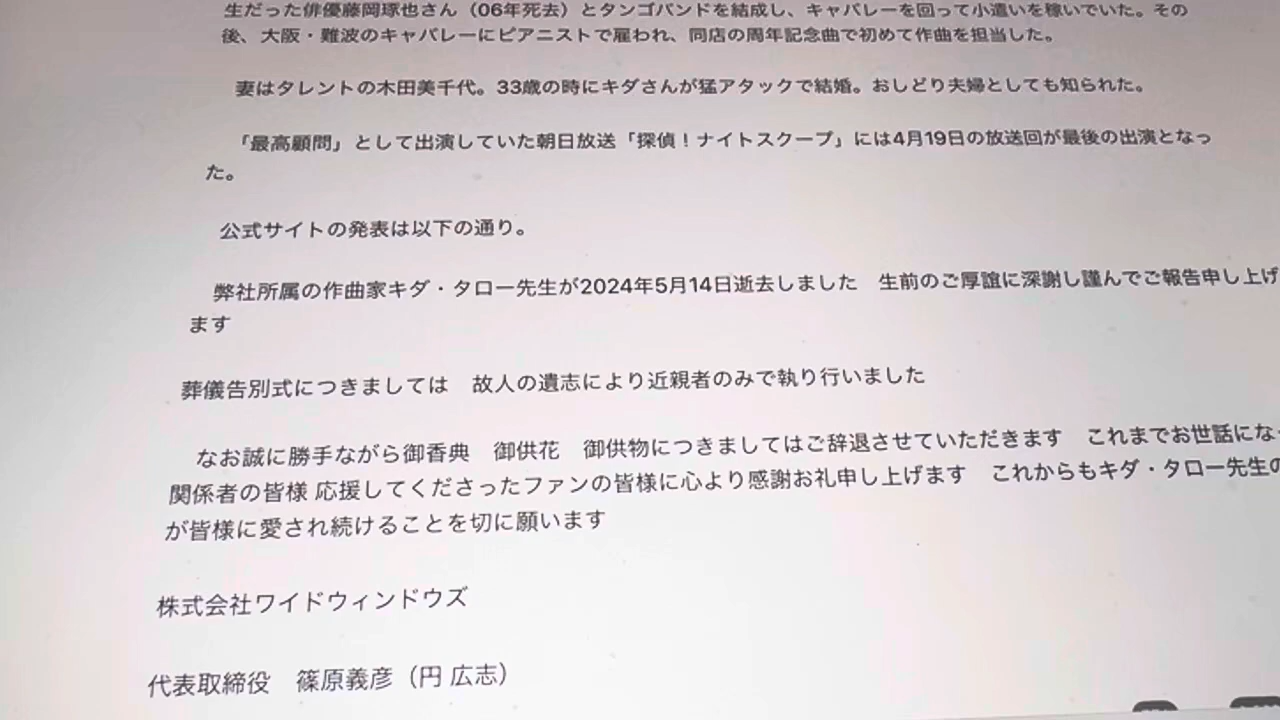 生だった俳優藤岡琢也さん（06年死去）とタンゴバンドを結成し、キャバレーを回って小遣いを稼いでいた。その
後、大阪・難波のキャバレーにピアニストで雇われ、同店の周年記念曲で初めて作曲を担当した。
妻はタレントの木田美千代。33歳の時にキダさんが猛アタックで結婚。おしどり夫婦としても知られた。
「最高顧問」として出演していた朝日放送「探偵！ナイトスクープ」には4月19日の放送回が最後の出演となっ
た。
公式サイトの発表は以下の通り。
弊社所属の作曲家キダ・タロー先生が2024年5月14日逝去しました　生前のご厚誼に深謝し謹んでご報告申し上げ
ます
葬儀告別式につきましては　故人の遺志により近親者のみで執り行いました
なお誠に勝手ながら御香典　御供花　御供物につきましてはご辞退させていただきます　これまでお世話にな
関係者の皆様 応援してくださったファンの皆様に心より感謝お礼申し上げます　これからもキダ・タロー先生の
が皆様に愛され続けることを切に願います
株式会社ワイドウィンドウズ
代表取締役　篠原義彦（円 広志）